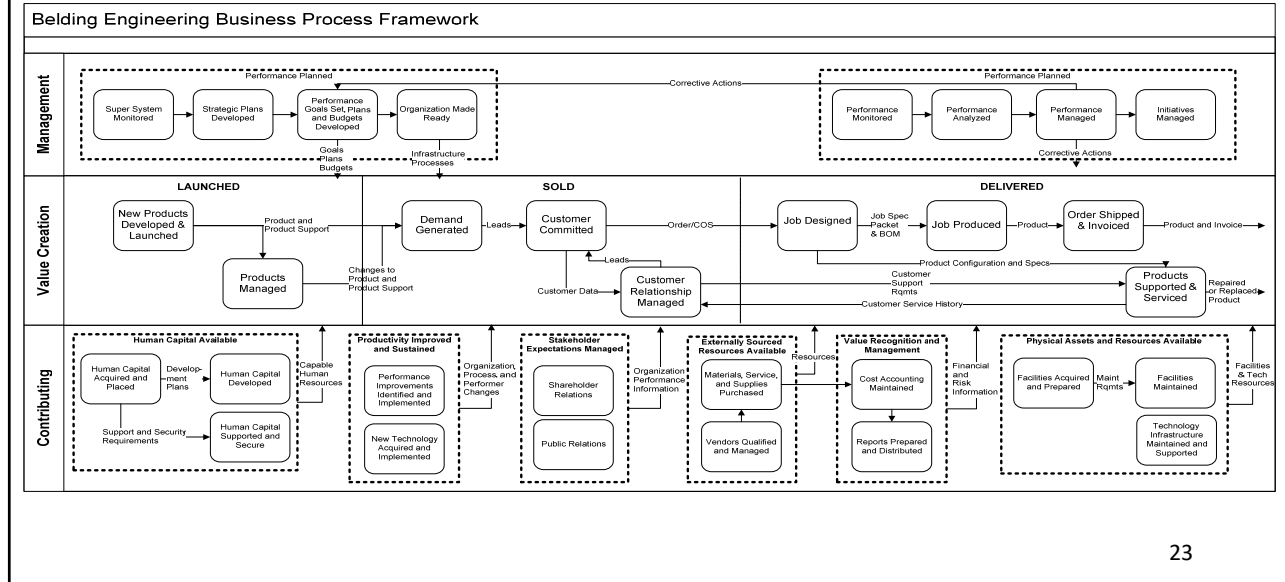 Belding Engineering Business Process Framework
Management
Performance Planned
Super System
Monitored
Strategic Plans
Developed
Performance
Goals Set, Plans
and Budgets
Developed
Organization Made
Ready
Goals
Plans
Budgets
Infrastructure
Processes
Corrective Actions
Performance Planned
Performance
Monitored
Performance
Analyzed
Performance
Managed
Initiatives
Managed
Corrective Actions
Value Creation
LAUNCHED
New Products
Developed &
Launched
Product and
Product Support
Products
Managed
Changes to
Product and
Product Support
SOLD
Demand
Generated
Leads
Customer
Committed
Order/COS
Leads
Customer Data
Customer
Relationship
Managed
DELIVERED
Job Designed
Job Spec
Packet
& BOM
Job Produced
Product
Order Shipped
& Invoiced
Product and Invoice
Product Configuration and Specs
Customer
Support
Rqmts
Customer Service History
Products
Supported &
Serviced
Repaired
or Replaced
Product
Contributing
Human Capital Available
Human Capital
Acquired and
Placed
Develop-
ment
Plans
Human Capital
Developed
Support and Security
Requirements
Human Capital
Supported and
Secure
Capable
Human
Resources
Productivity Improved
and Sustained
Performance
Improvements
Identified and
Implemented
New Technology
Acquired and
Implemented
Organization,
Process, and
Performer
Changes
Stakeholder
Expectations Managed
Shareholder
Relations
Public Relations
Organization
Performance
Information
Externally Sourced
Resources Available
Materials, Service,
and Supplies
Purchased
Vendors Qualified
and Managed
Resources
Value Recognition and
Management
Cost Accounting
Maintained
Reports Prepared
and Distributed
Financial
and
Risk
Information
Physical Assets and Resources Available
Facilities Acquired
and Prepared
Maint
Rqmts
Facilities
Maintained
Technology
Infrastructure
Maintained and
Supported
Facilities
& Tech
Resources
23